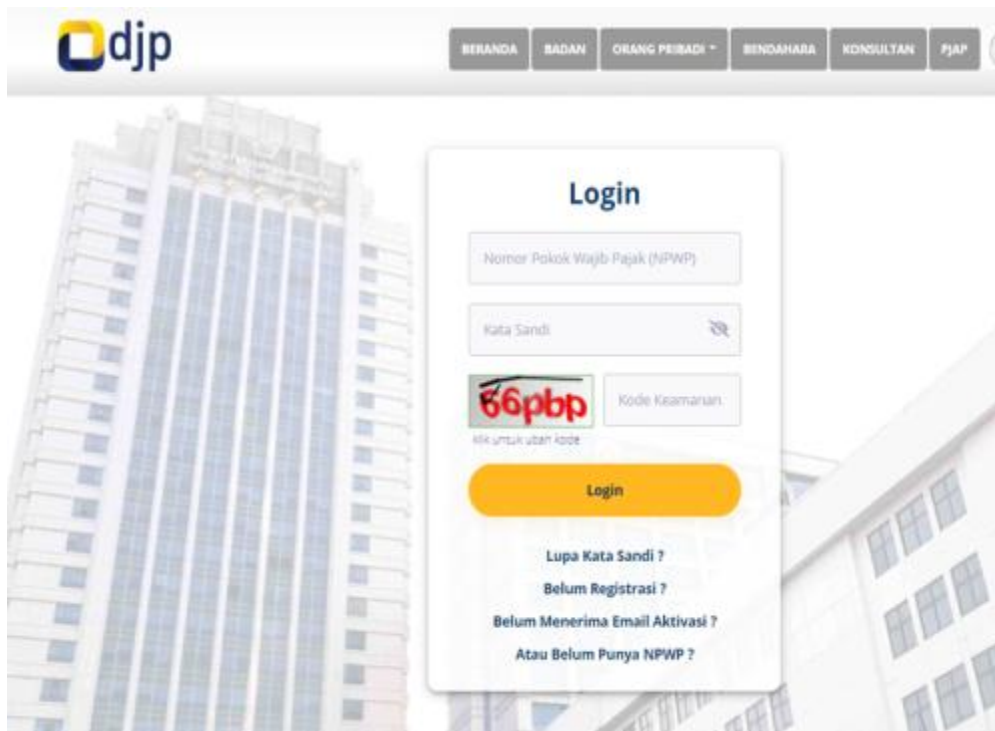 djp
BERANDA BADAN ORANG PRIBADI BENDAHARA KONSULTAN PJAP
Login
Nomor Pokok Wajib Pajak (NPWP)
Kata Sandi
66pbp Kode Keamanan
klik untuk ubah kode
Login
Lupa Kata Sandi ?
Belum Registrasi ?
Belum Menerima Email Aktivasi ?
Atau Belum Punya NPWP ?